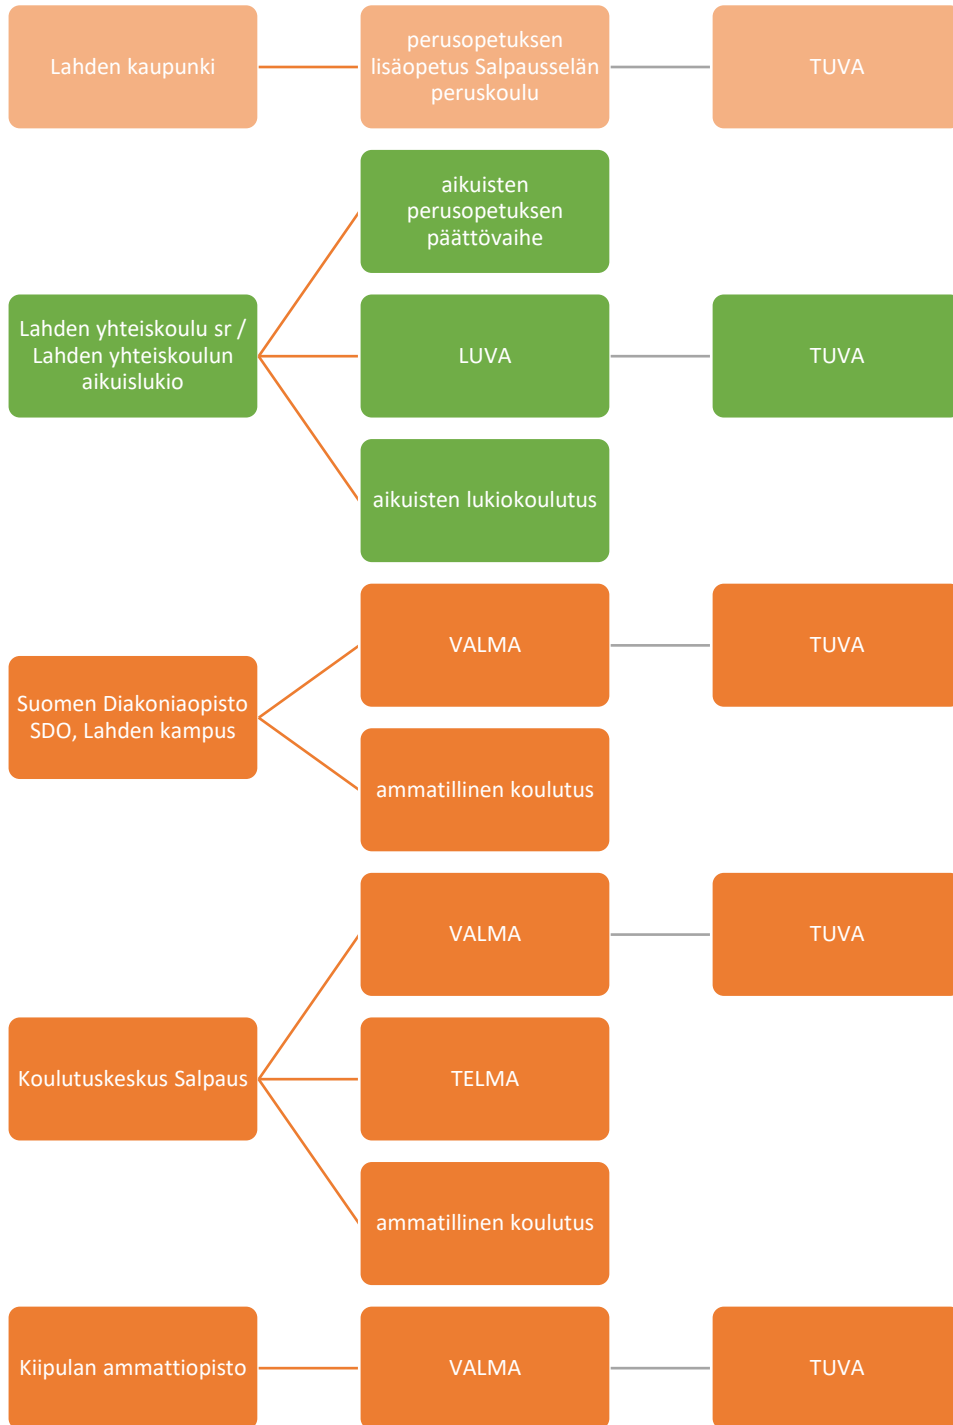 Lahden kaupunki
perusopetuksen
lisäopetus Salpausselän
peruskoulu
TUVA
Lahden yhteiskoulu sr /
Lahden yhteiskoulun
aikuislukio
aikuisten
perusopetuksen
päättövaihe
LUVA
TUVA
aikuisten lukiokoulutus
Suomen Diakoniaopisto
SDO, Lahden kampus
VALMA
TUVA
ammatillinen koulutus
Koulutuskeskus Salpaus
VALMA
TUVA
TELMA
ammatillinen koulutus
Kiipulan ammattiopisto
VALMA
TUVA